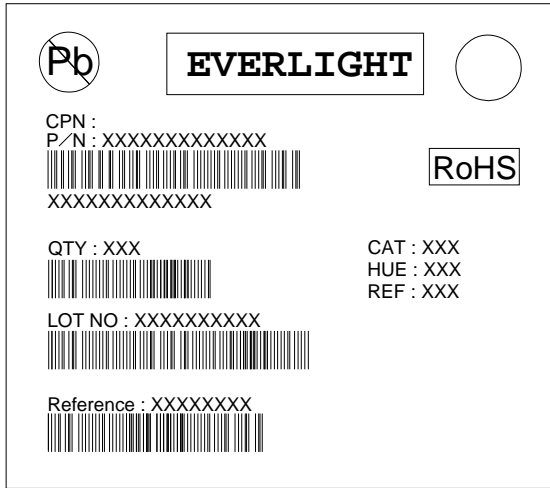 Pb
EVERLIGHT
CPN :
P/N : XXXXXXXXXXXXX
RoHS
XXXXXXXXXXXXX
QTY : XXX
CAT : XXX
HUE : XXX
REF : XXX
LOT NO : XXXXXXXXXX
Reference : XXXXXXXX